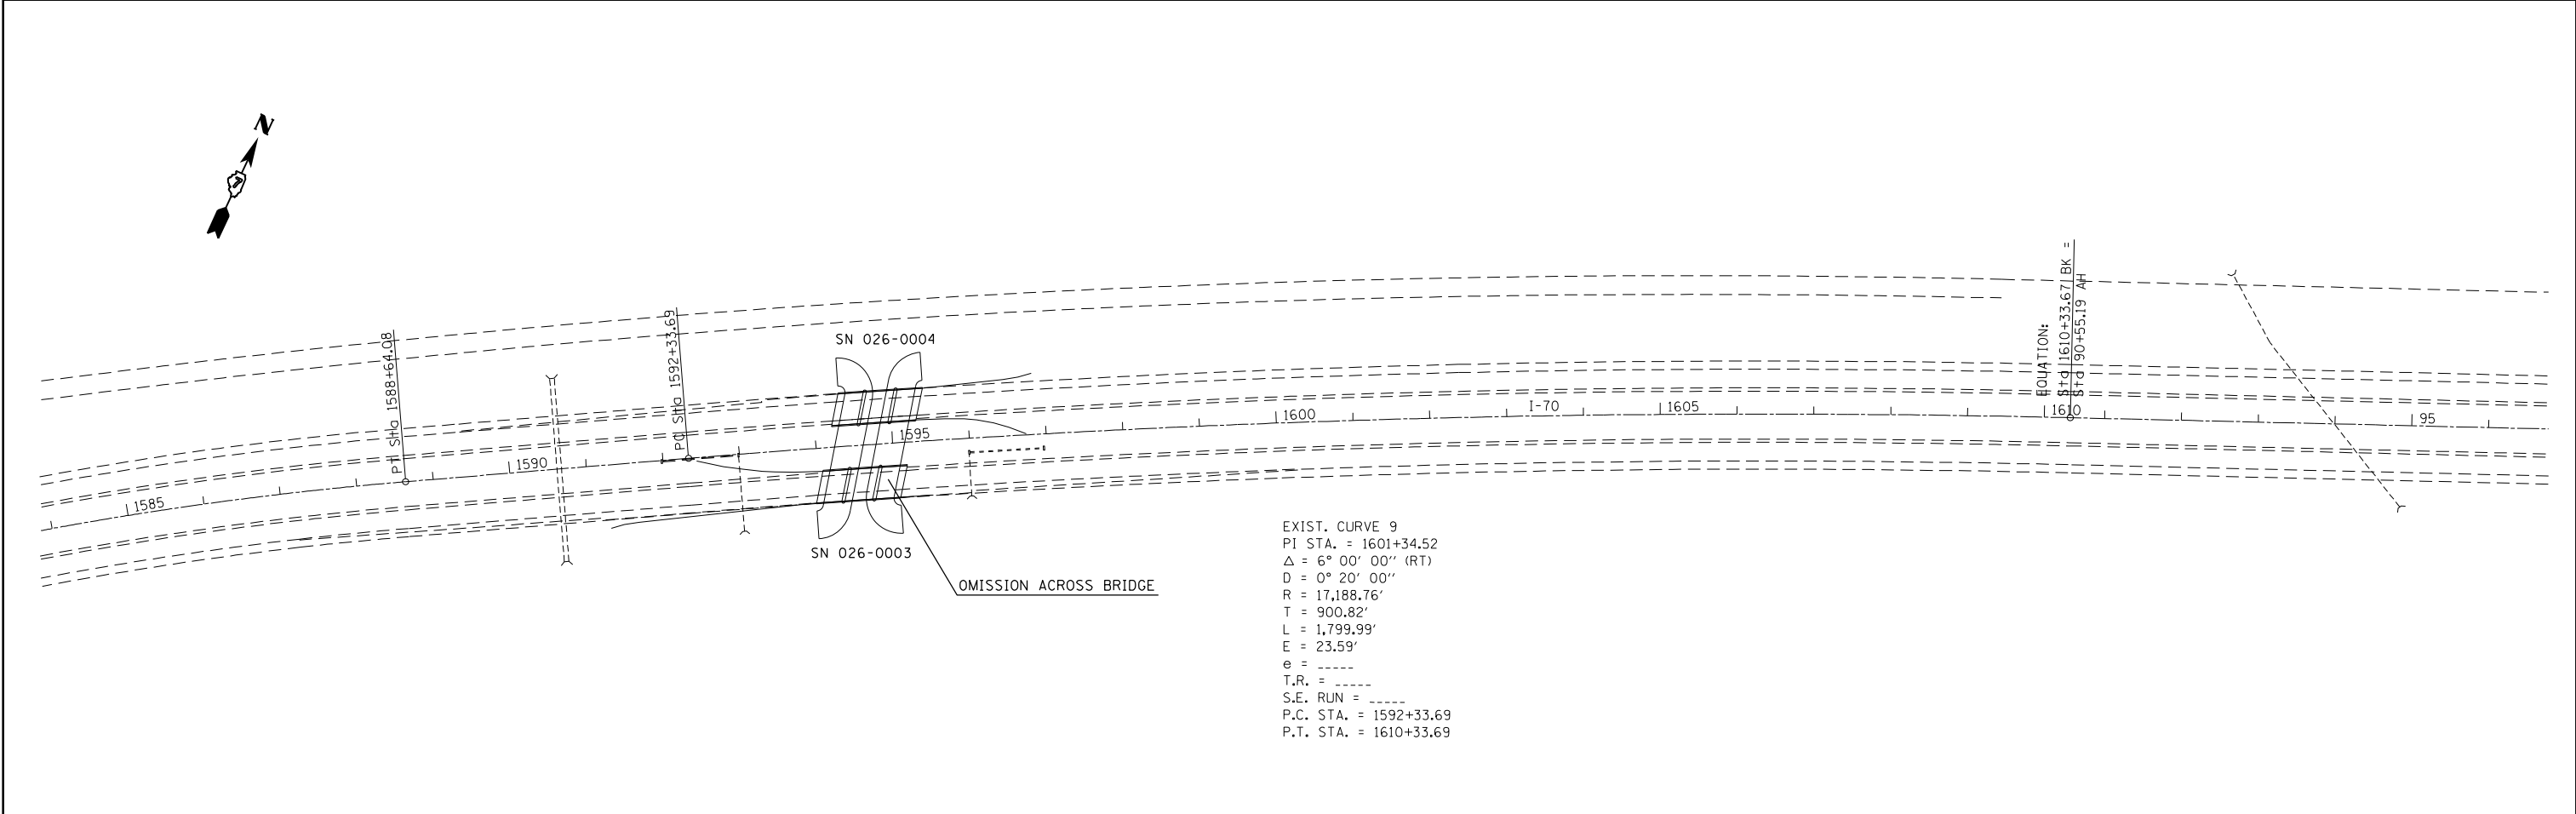 N
EQUATION:
Sta 1610+33.67 BK =
Sta 90+55.19 AH
PT Sta 1588+64.08
PC Sta 1592+33.69
SN 026-0004
1585
1590
1595
1600
I-70
1605
1610
95
SN 026-0003
OMISSION ACROSS BRIDGE
EXIST. CURVE 9
PI STA. = 1601+34.52
Δ = 6° 00' 00'' (RT)
D = 0° 20' 00''
R = 17,188.76'
T = 900.82'
L = 1,799.99'
E = 23.59'
e = _____
T.R. = _____
S.E. RUN = _____
P.C. STA. = 1592+33.69
P.T. STA. = 1610+33.69